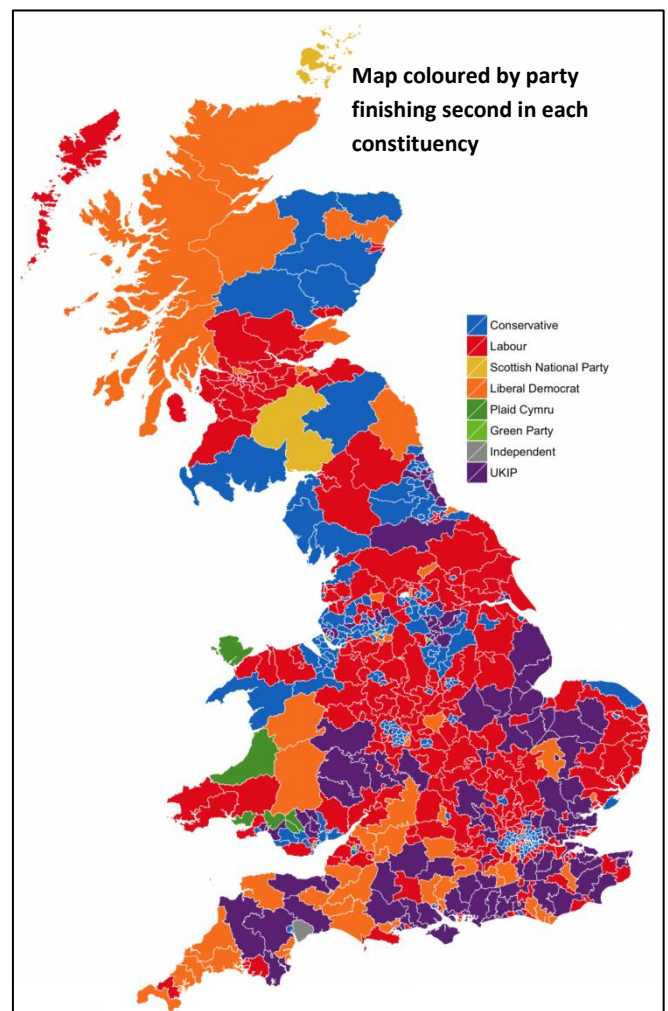 Map coloured by party
finishing second in each
constituency
Conservative
Labour
Scottish National Party
Liberal Democrat
Plaid Cymru
Green Party
Independent
UKIP